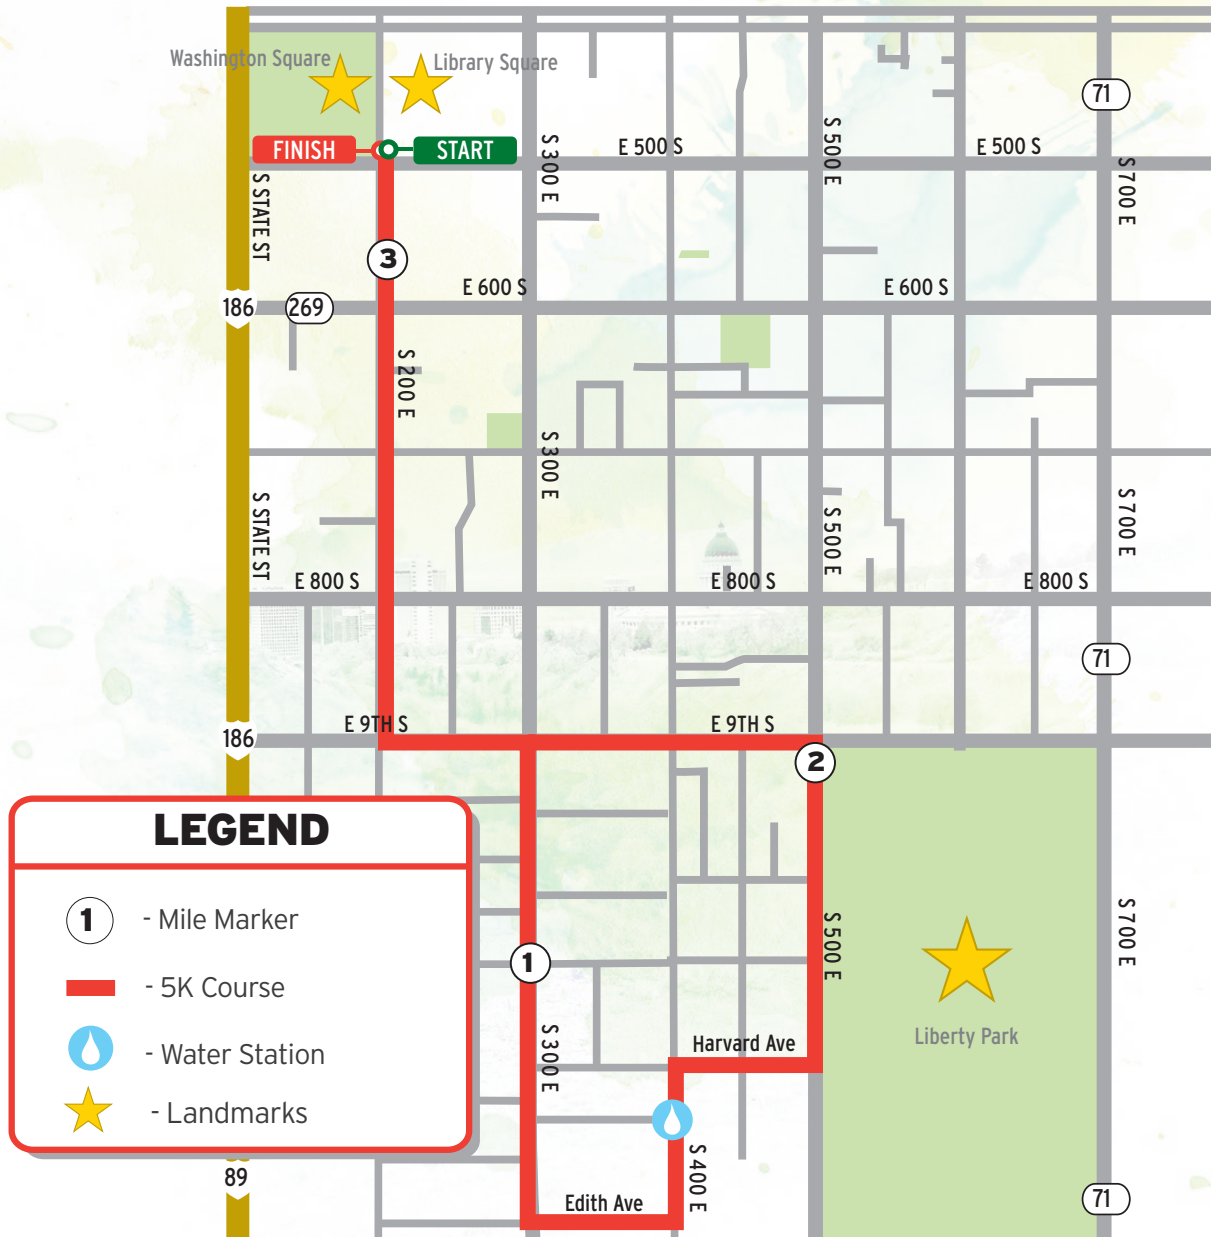 Washington Square
Library Square
71
FINISH
START
E 500 S
E 500 S
S 300 E
S 500 E
S 700 E
S STATE ST
3
E 600 S
E 600 S
186
269
S 200 E
S 300 E
S STATE ST
S 500 E
S 700 E
E 800 S
E 800 S
E 800 S
71
E 9TH S
E 9TH S
186
2
LEGEND
1 - Mile Marker
- 5K Course
- Water Station
- Landmarks
1
S 500 E
S 700 E
Liberty Park
S 300 E
Harvard Ave
S 400 E
89
Edith Ave
71